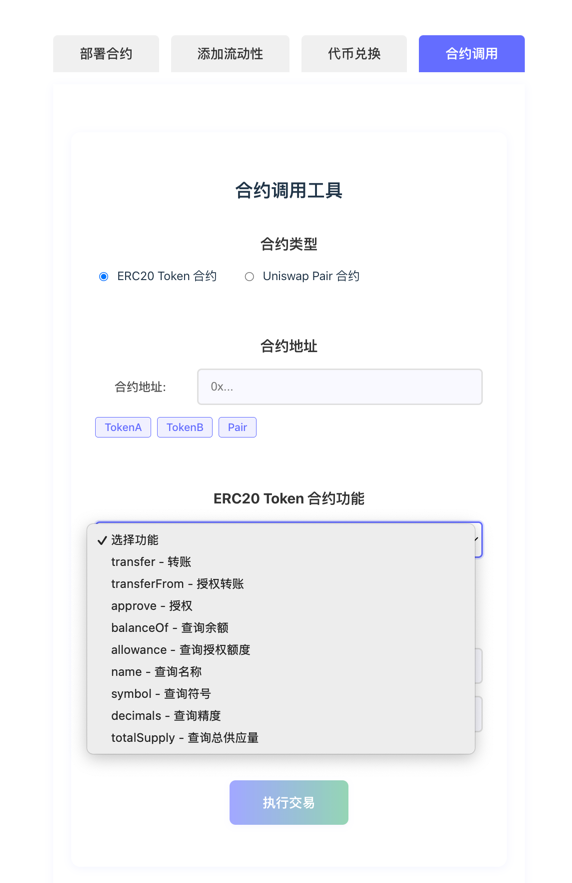 部署合约
添加流动性
代币兑换
合约调用
合约调用工具
合约类型
ERC20 Token 合约
Uniswap Pair 合约
合约地址
合约地址:
0x...
TokenA
TokenB
Pair
ERC20 Token 合约功能
选择功能
transfer - 转账
transferFrom - 授权转账
approve - 授权
balanceOf - 查询余额
allowance - 查询授权额度
name - 查询名称
symbol - 查询符号
decimals - 查询精度
totalSupply - 查询总供应量
执行交易